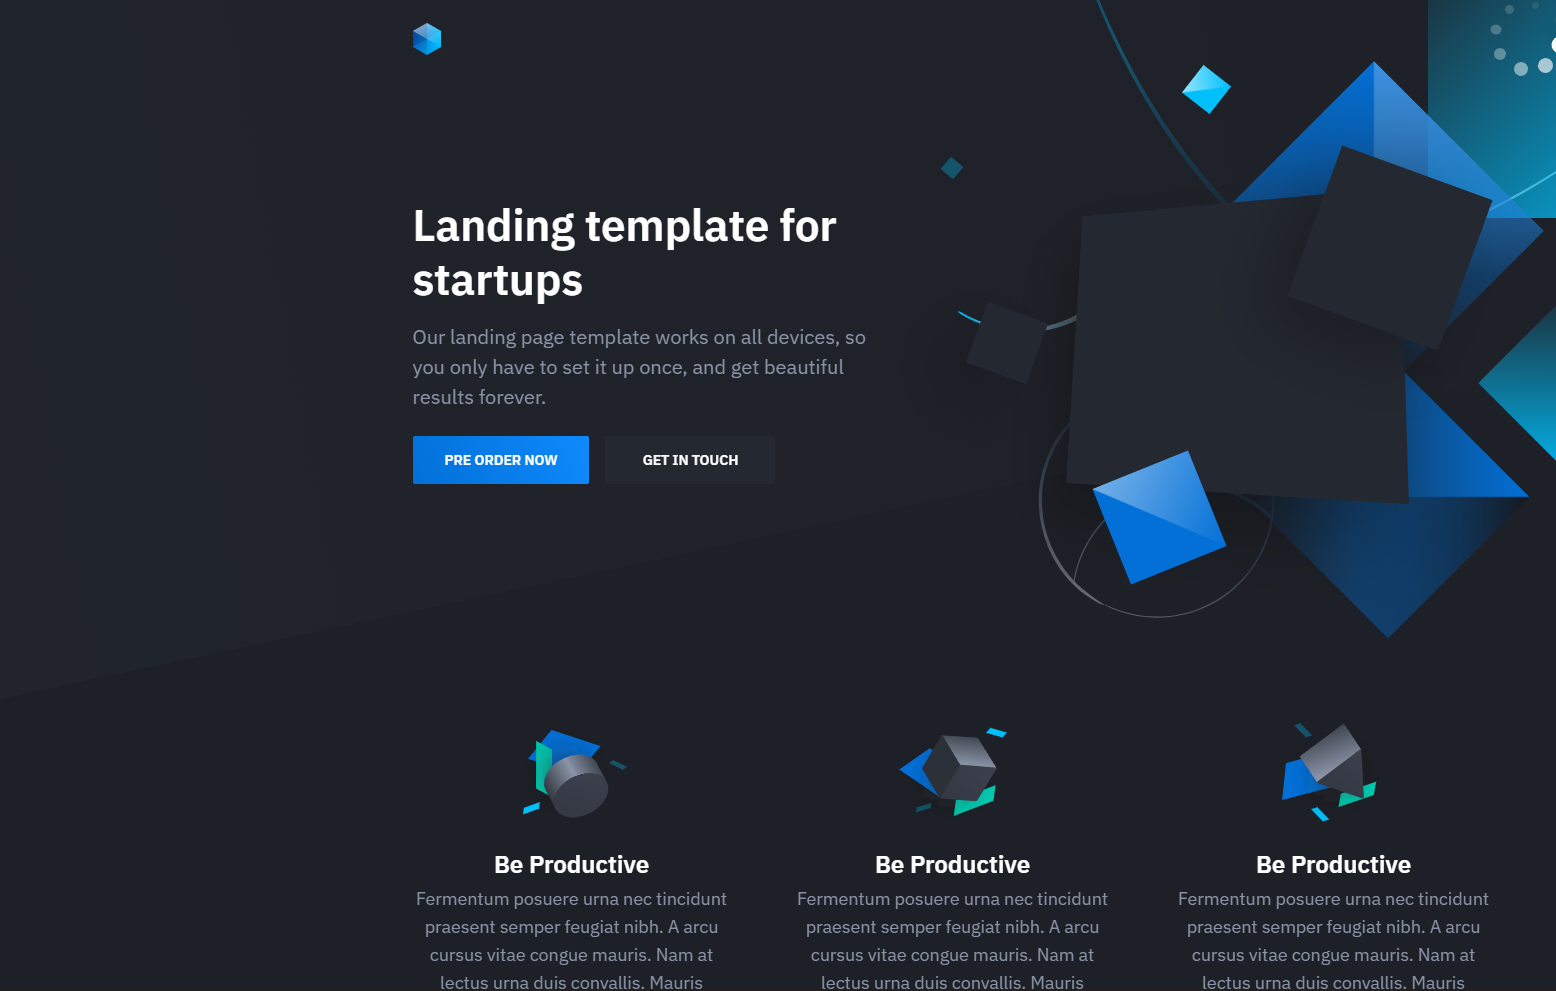 Landing template for
startups
Our landing page template works on all devices, so
you only have to set it up once, and get beautiful
results forever.
PRE ORDER NOW
GET IN TOUCH
Be Productive
Fermentum posuere urna nec tincidunt
praesent semper feugiat nibh. A arcu
cursus vitae congue mauris. Nam at
lectus urna duis convallis. Mauris
Be Productive
Fermentum posuere urna nec tincidunt
praesent semper feugiat nibh. A arcu
cursus vitae congue mauris. Nam at
lectus urna duis convallis. Mauris
Be Productive
Fermentum posuere urna nec tincidunt
praesent semper feugiat nibh. A arcu
cursus vitae congue mauris. Nam at
lectus urna duis convallis. Mauris